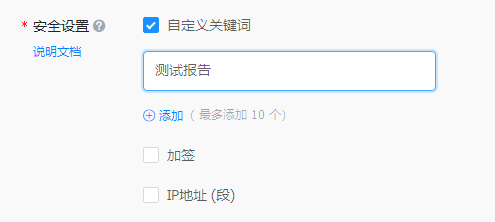 * 安全设置
自定义关键词
说明文档
测试报告
添加 ( 最多添加 10 个)
加签
IP地址 (段)